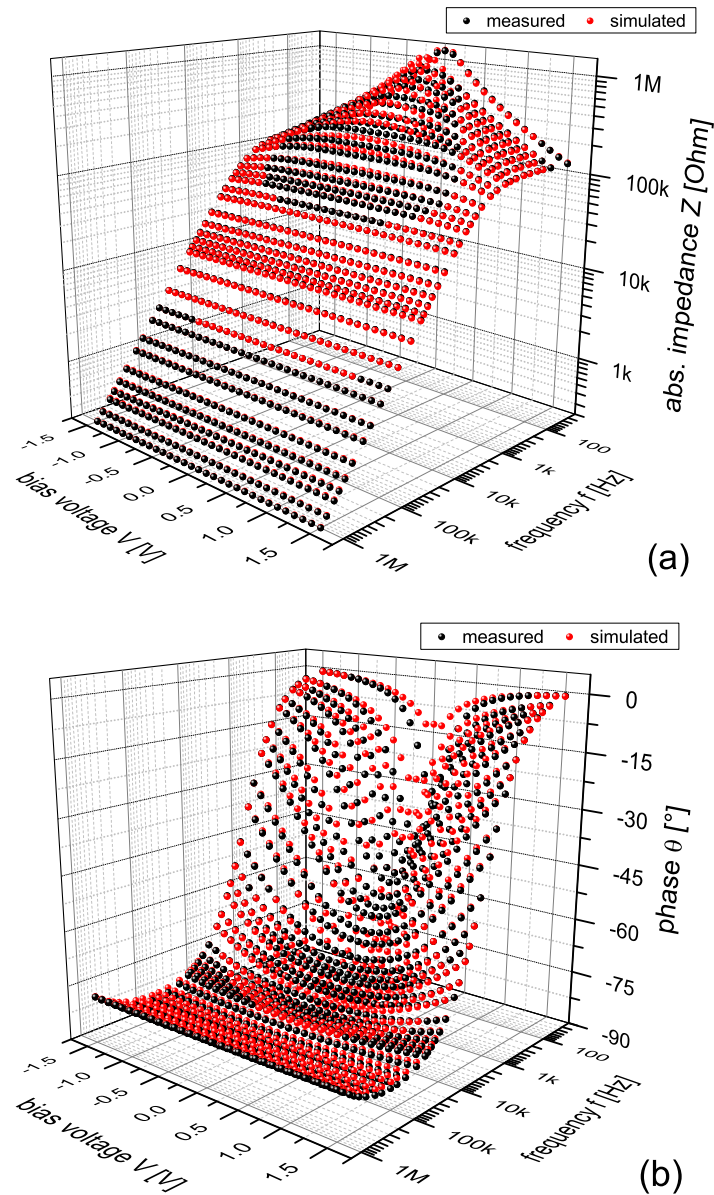 measured simulated
1M
100k
10k
1k
abs. impedance Z [Ohm]
-1.5
-1.0
-0.5
0.0
0.5
1.0
1.5
bias voltage V [V]
100
1k
10k
100k
1M
frequency f [Hz]
(a)
measured simulated
0
-15
-30
-45
-60
-75
-90
phase θ [°]
-1.5
-1.0
-0.5
0.0
0.5
1.0
1.5
bias voltage V [V]
100
1k
10k
100k
1M
frequency f [Hz]
(b)